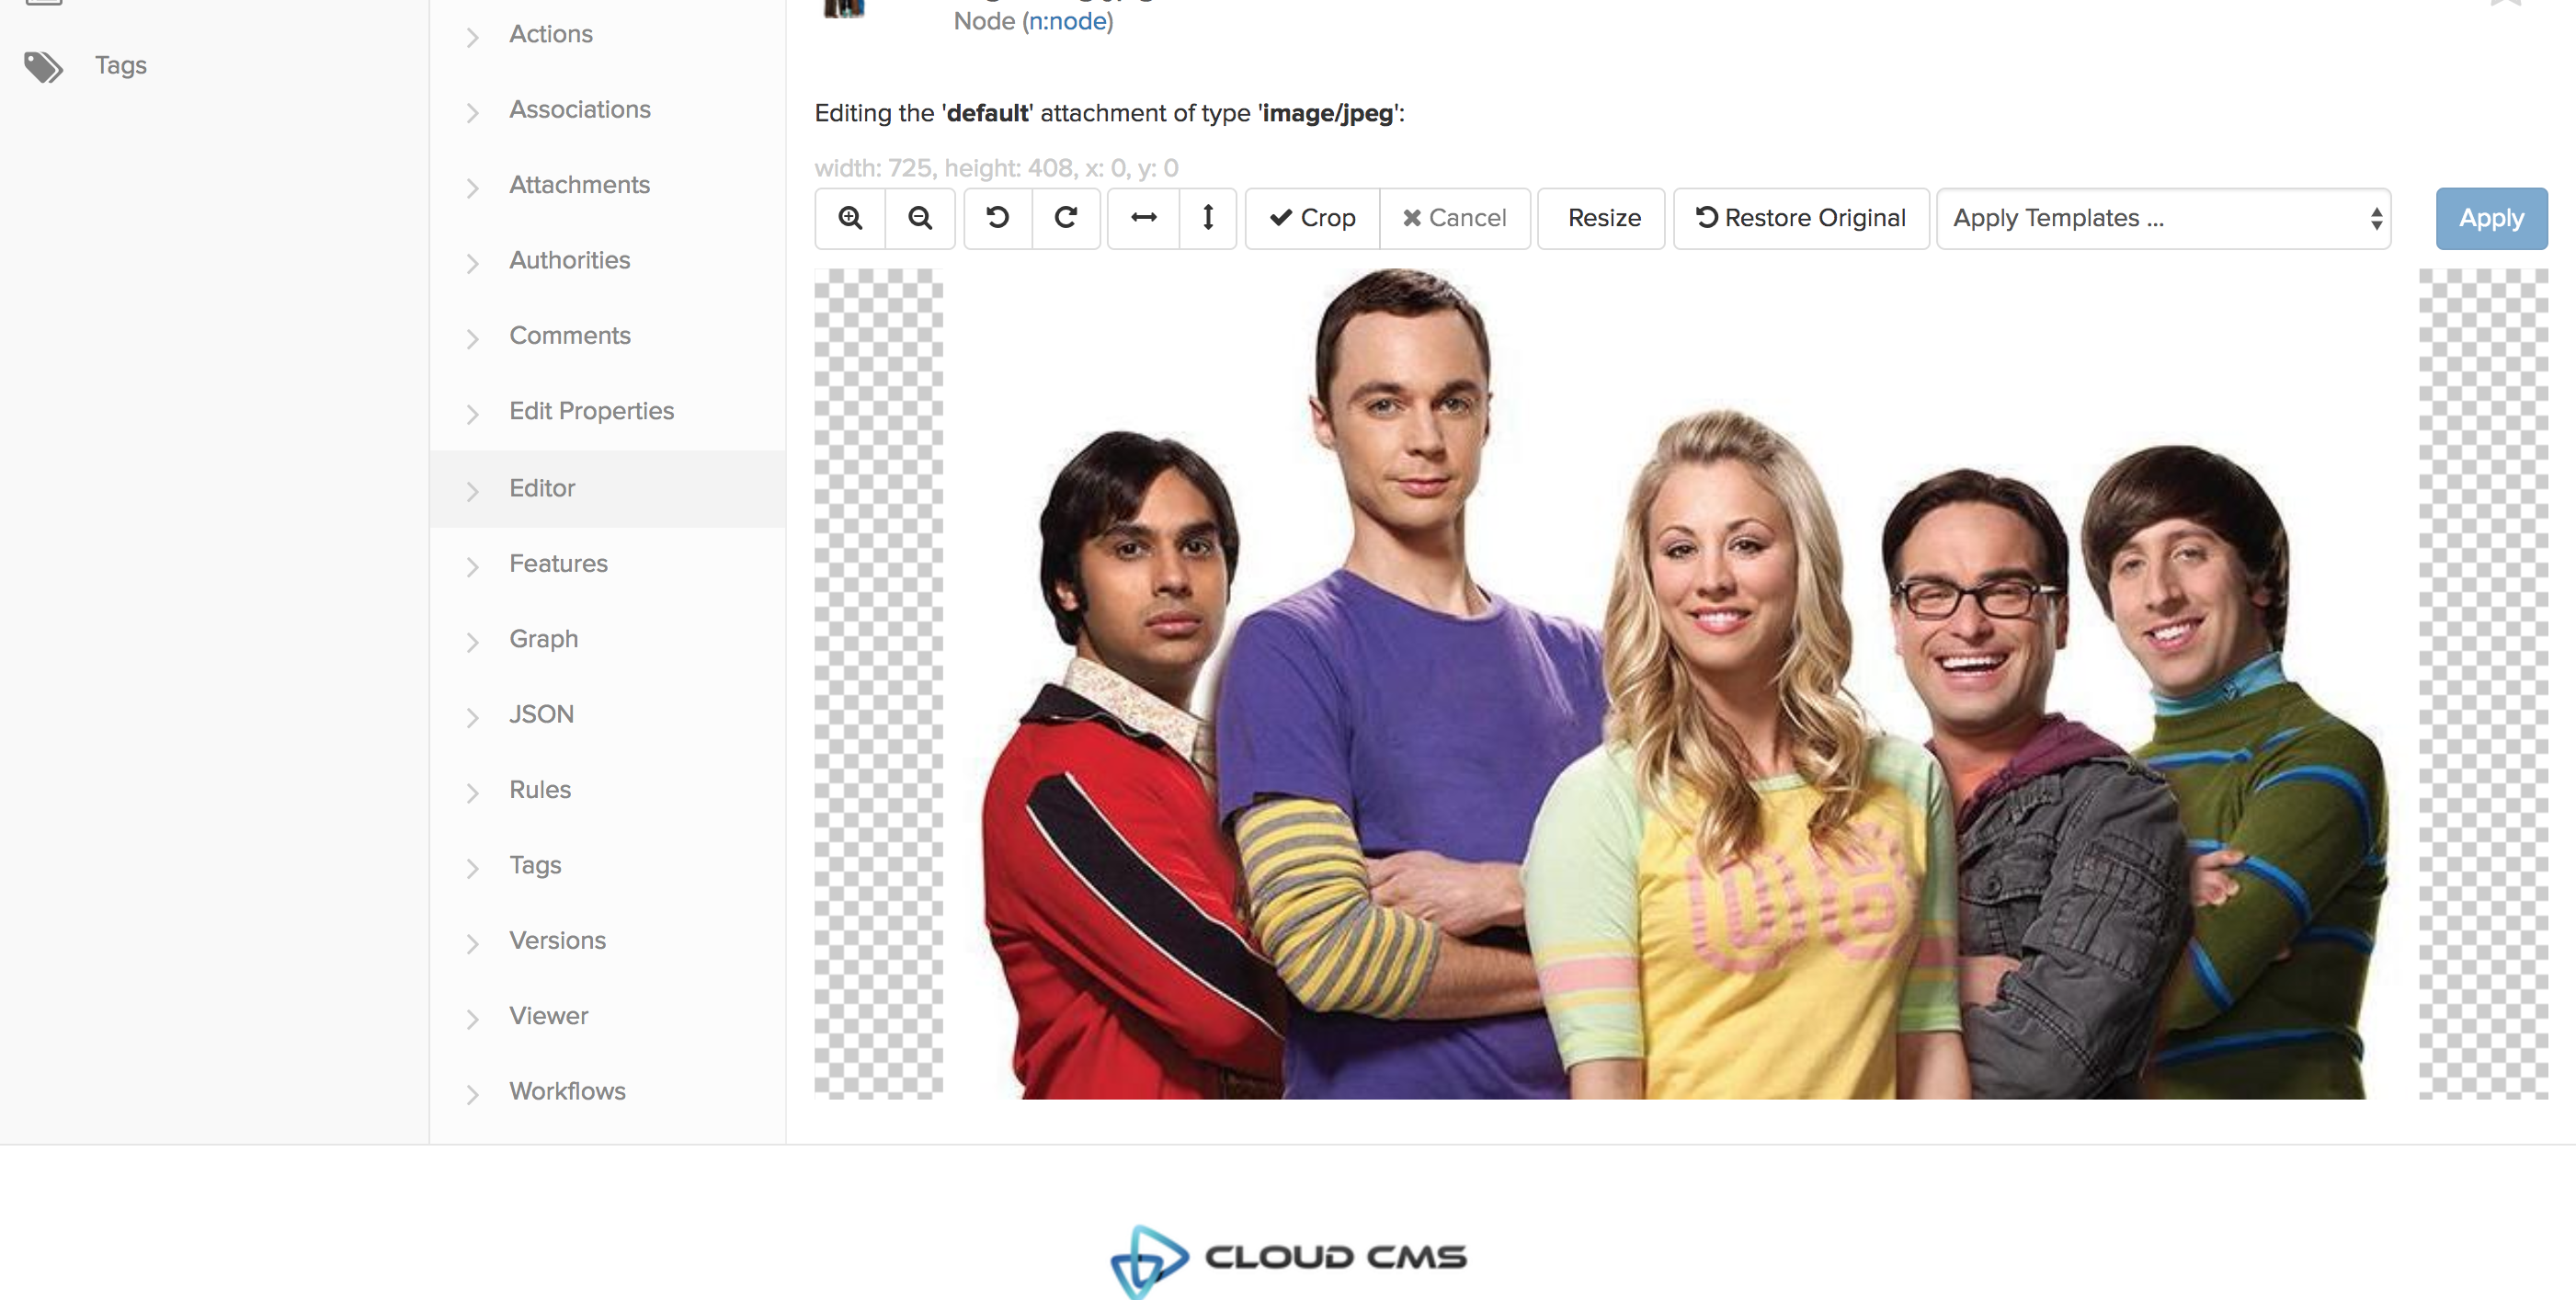 Tags
Actions
Associations
Attachments
Authorities
Comments
Edit Properties
Editor
Features
Graph
JSON
Rules
Tags
Versions
Viewer
Workflows
Node (n:node)
Editing the 'default' attachment of type 'image/jpeg':
width: 725, height: 408, x: 0, y: 0
Crop
Cancel
Resize
Restore Original
Apply Templates ...
Apply
CLOUD CMS